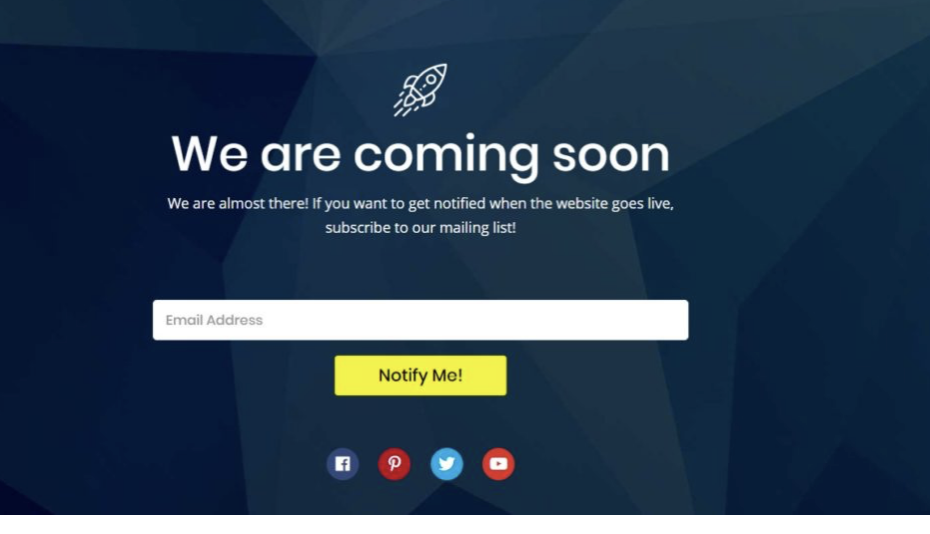 We are coming soon
We are almost there! If you want to get notified when the website goes live,
subscribe to our mailing list!
Email Address
Notify Me!